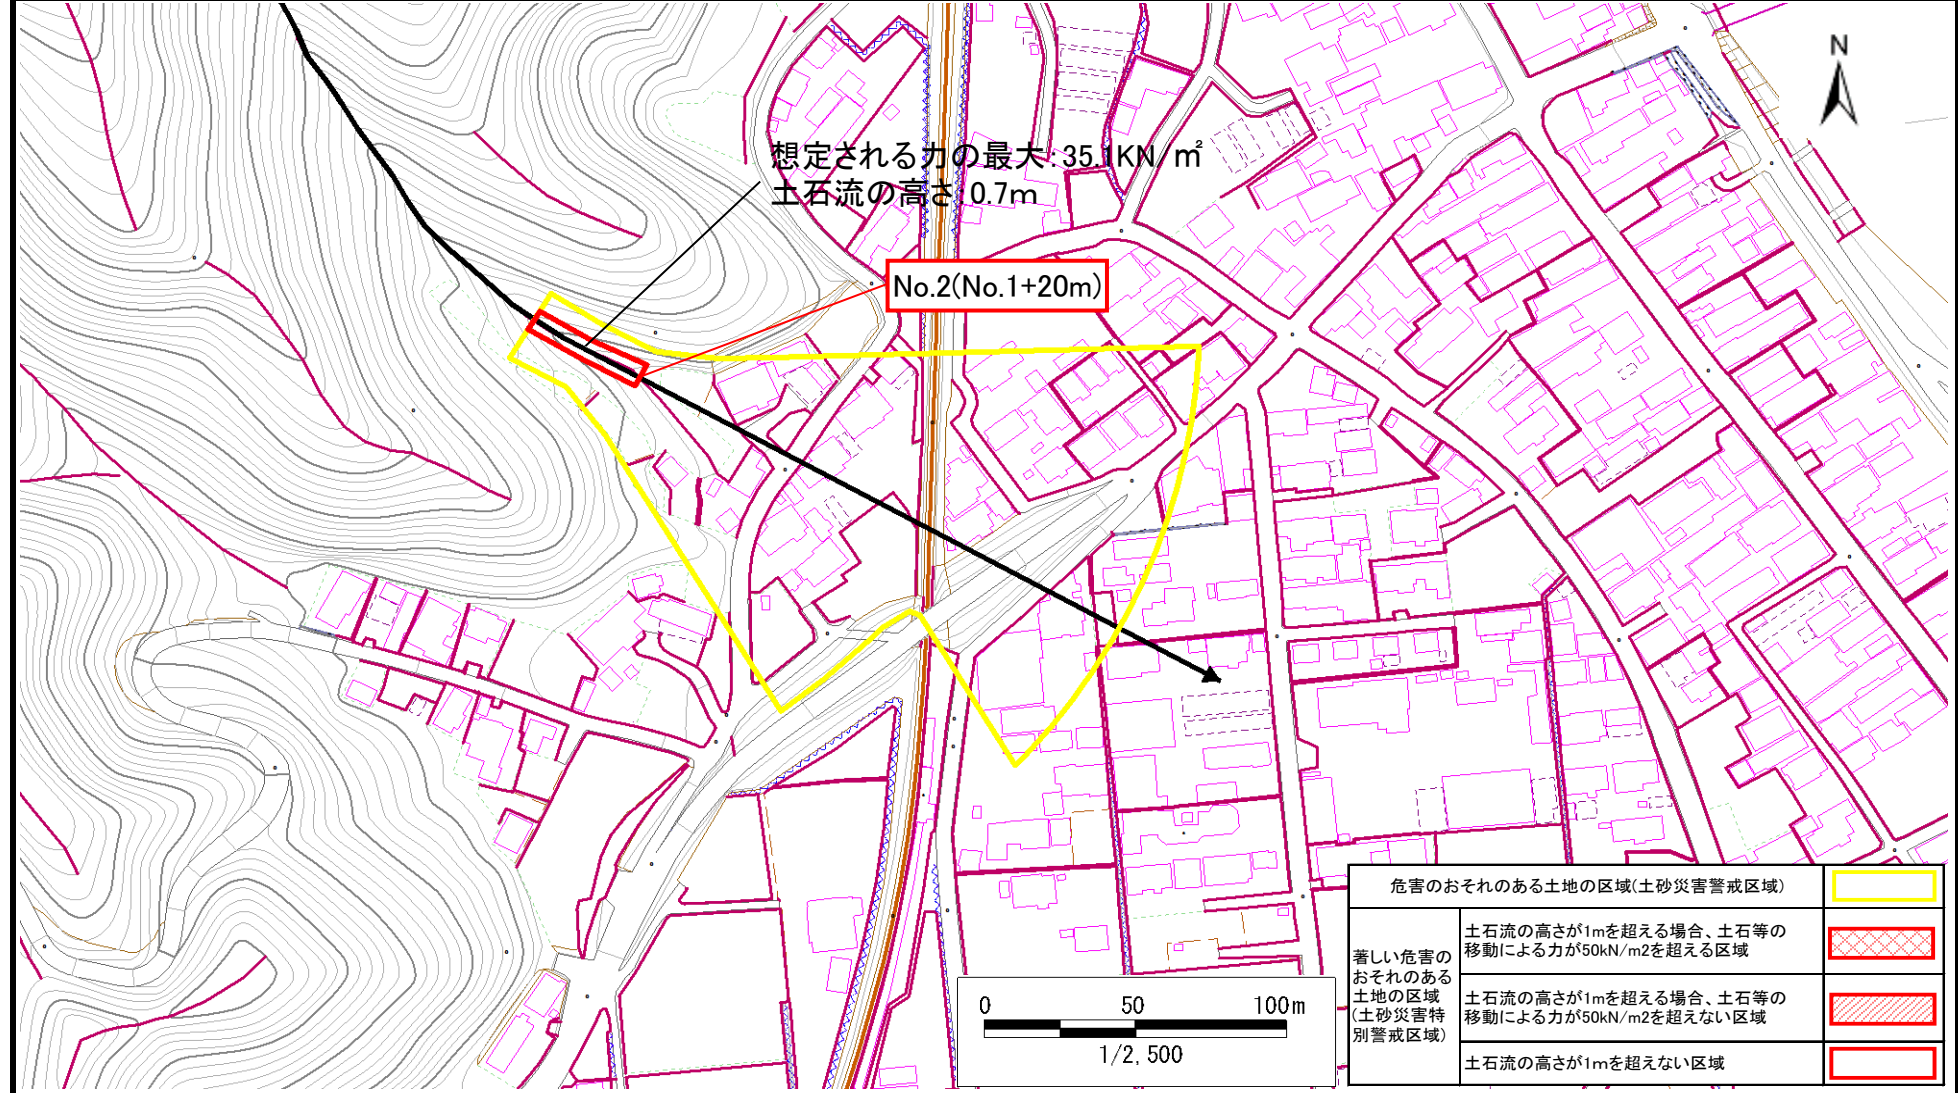 N
想定される力の最大:35.1KN/㎡
土石流の高さ:0.7m
No.2(No.1+20m)
危害のおそれのある土地の区域(土砂災害警戒区域)
著しい危害の
おそれのある
土地の区域
(土砂災害特
別警戒区域)
土石流の高さが1mを超える場合、土石等の
移動による力が50kN/m2を超える区域
土石流の高さが1mを超える場合、土石等の
移動による力が50kN/m2を超えない区域
土石流の高さが1mを超えない区域
0 50 100m
1/2,500